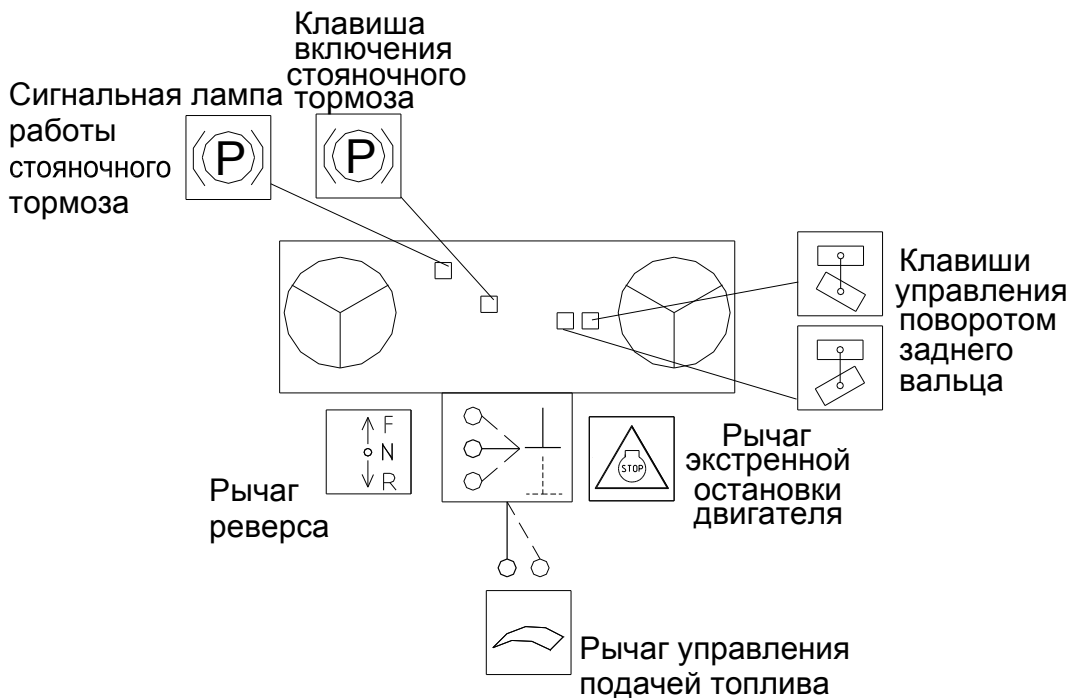 Клавиша
включения
стояночного
тормоза
Сигнальная лампа
работы
стояночного
тормоза
P
P
Клавиши
управления
поворотом
заднего
вальца
F
N
R
Рычаг
реверса
STOP
Рычаг
экстренной
остановки
двигателя
Рычаг управления
подачей топлива